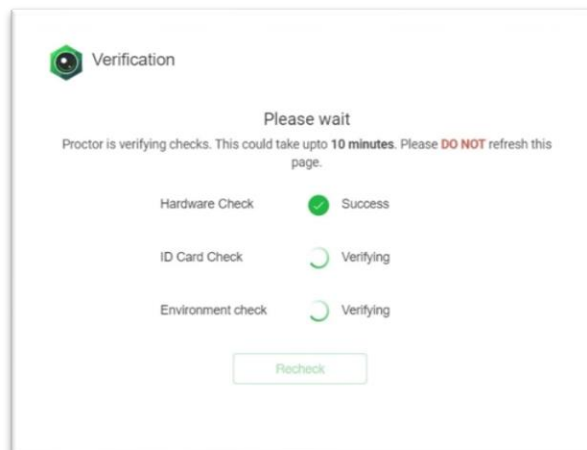 Verification
Please wait
Proctor is verifying checks. This could take upto 10 minutes. Please DO NOT refresh this
page.
Hardware Check Success
ID Card Check Verifying
Environment check Verifying
Recheck